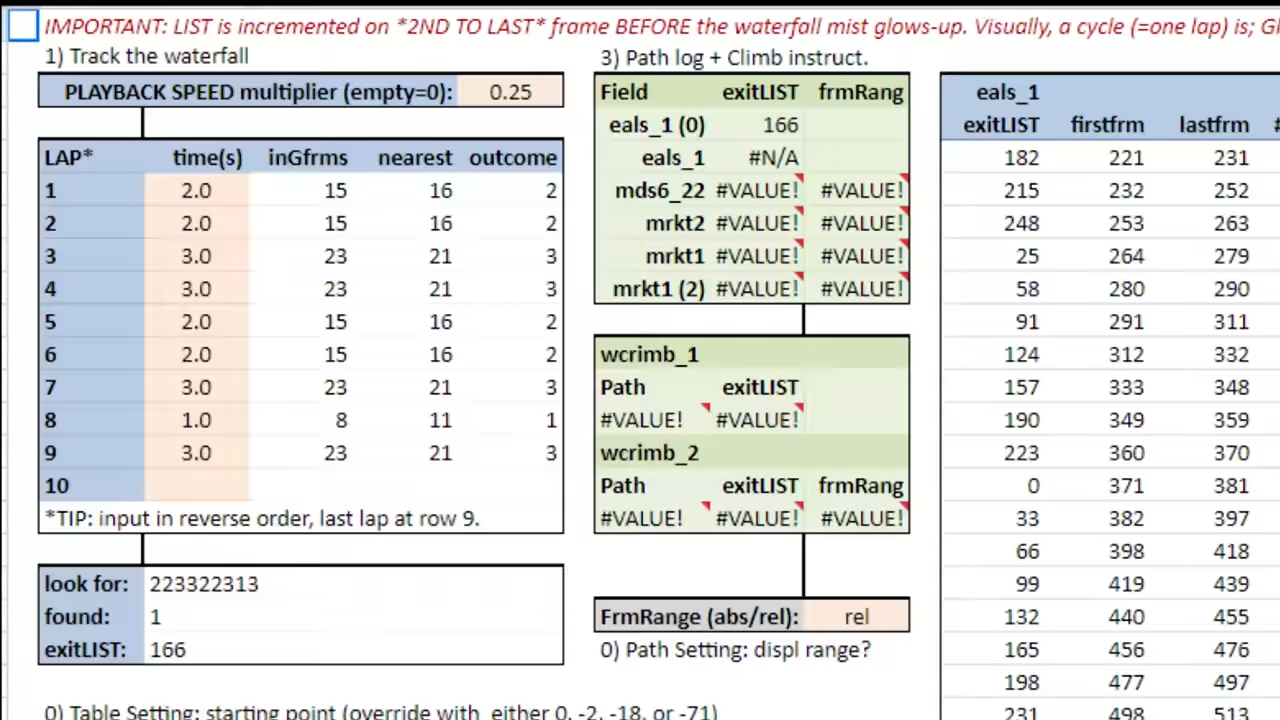 IMPORTANT: LIST is incremented on *2ND TO LAST* frame BEFORE the waterfall mist glows-up. Visually, a cycle (=one lap) is;
1) Track the waterfall
PLAYBACK SPEED multiplier (empty=0): 0.25
LAP* time(s) inGfrms nearest outcome
1 2.0 15 16 2
2 2.0 15 16 2
3 3.0 23 21 3
4 3.0 23 21 3
5 2.0 15 16 2
6 2.0 15 16 2
7 3.0 23 21 3
8 1.0 8 11 1
9 3.0 23 21 3
10
*TIP: input in reverse order, last lap at row 9.
look for: 223322313
found: 1
exitLIST: 166
0) Table Setting: starting point (override with either 0, -2, -18, or -71)
3) Path log + Climb instruct.
Field exitLIST frmRang
eals_1 (0) 166
eals_1 #N/A
mds6_22 #VALUE! #VALUE!
mrkt2 #VALUE! #VALUE!
mrkt1 #VALUE! #VALUE!
mrkt1 (2) #VALUE! #VALUE!
wcrimb_1
Path exitLIST
#VALUE! #VALUE!
wcrimb_2
Path exitLIST frmRang
#VALUE! #VALUE! #VALUE!
FrmRange (abs/rel): rel
0) Path Setting: displ range?
eals_1
exitLIST firstfrm lastfrm
182 221 231
215 232 252
248 253 263
25 264 279
58 280 290
91 291 311
124 312 332
157 333 348
190 349 359
223 360 370
0 371 381
33 382 397
66 398 418
99 419 439
132 440 455
165 456 476
198 477 497
231 498 513